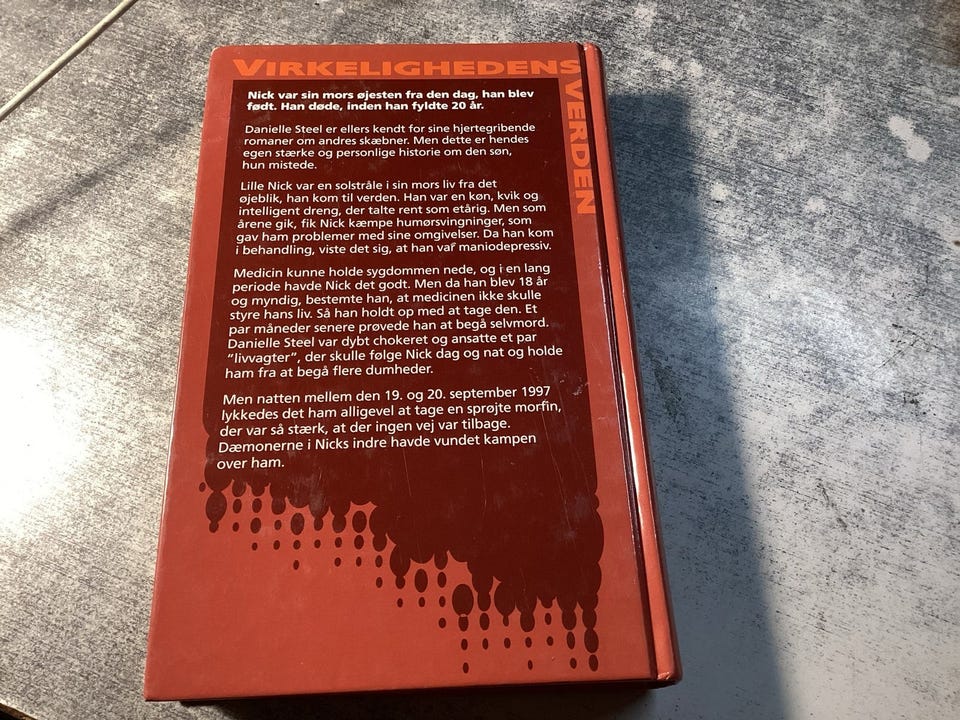 VIRKELIGHEDENS
VERDEN
Nick var sin mors øjesten fra den dag, han blev
født. Han døde, inden han fyldte 20 år.
Danielle Steel er ellers kendt for sine hjertegribende
romaner om andres skæbner. Men dette er hendes
egen stærke og personlige historie om den søn,
hun mistede.
Lille Nick var en solstråle i sin mors liv fra det
øjeblik, han kom til verden. Han var en køn, kvik og
intelligent dreng, der talte rent som etårig. Men som
årene gik, fik Nick kæmpe humørsvingninger, som
gav ham problemer med sine omgivelser. Da han kom
i behandling, viste det sig, at han var maniodepressiv.
Medicin kunne holde sygdommen nede, og i en lang
periode havde Nick det godt. Men da han blev 18 år
og myndig, bestemte han, at medicinen ikke skulle
styre hans liv. Så han holdt op med at tage den. Et
par måneder senere prøvede han at begå selvmord.
Danielle Steel var dybt chokeret og ansatte et par
"livvagter", der skulle følge Nick dag og nat og holde
ham fra at begå flere dumheder.
Men natten mellem den 19. og 20. september 1997
lykkedes det ham alligevel at tage en sprøjte morfin,
der var så stærk, at der ingen vej var tilbage.
Dæmonerne i Nicks indre havde vundet kampen
over ham.